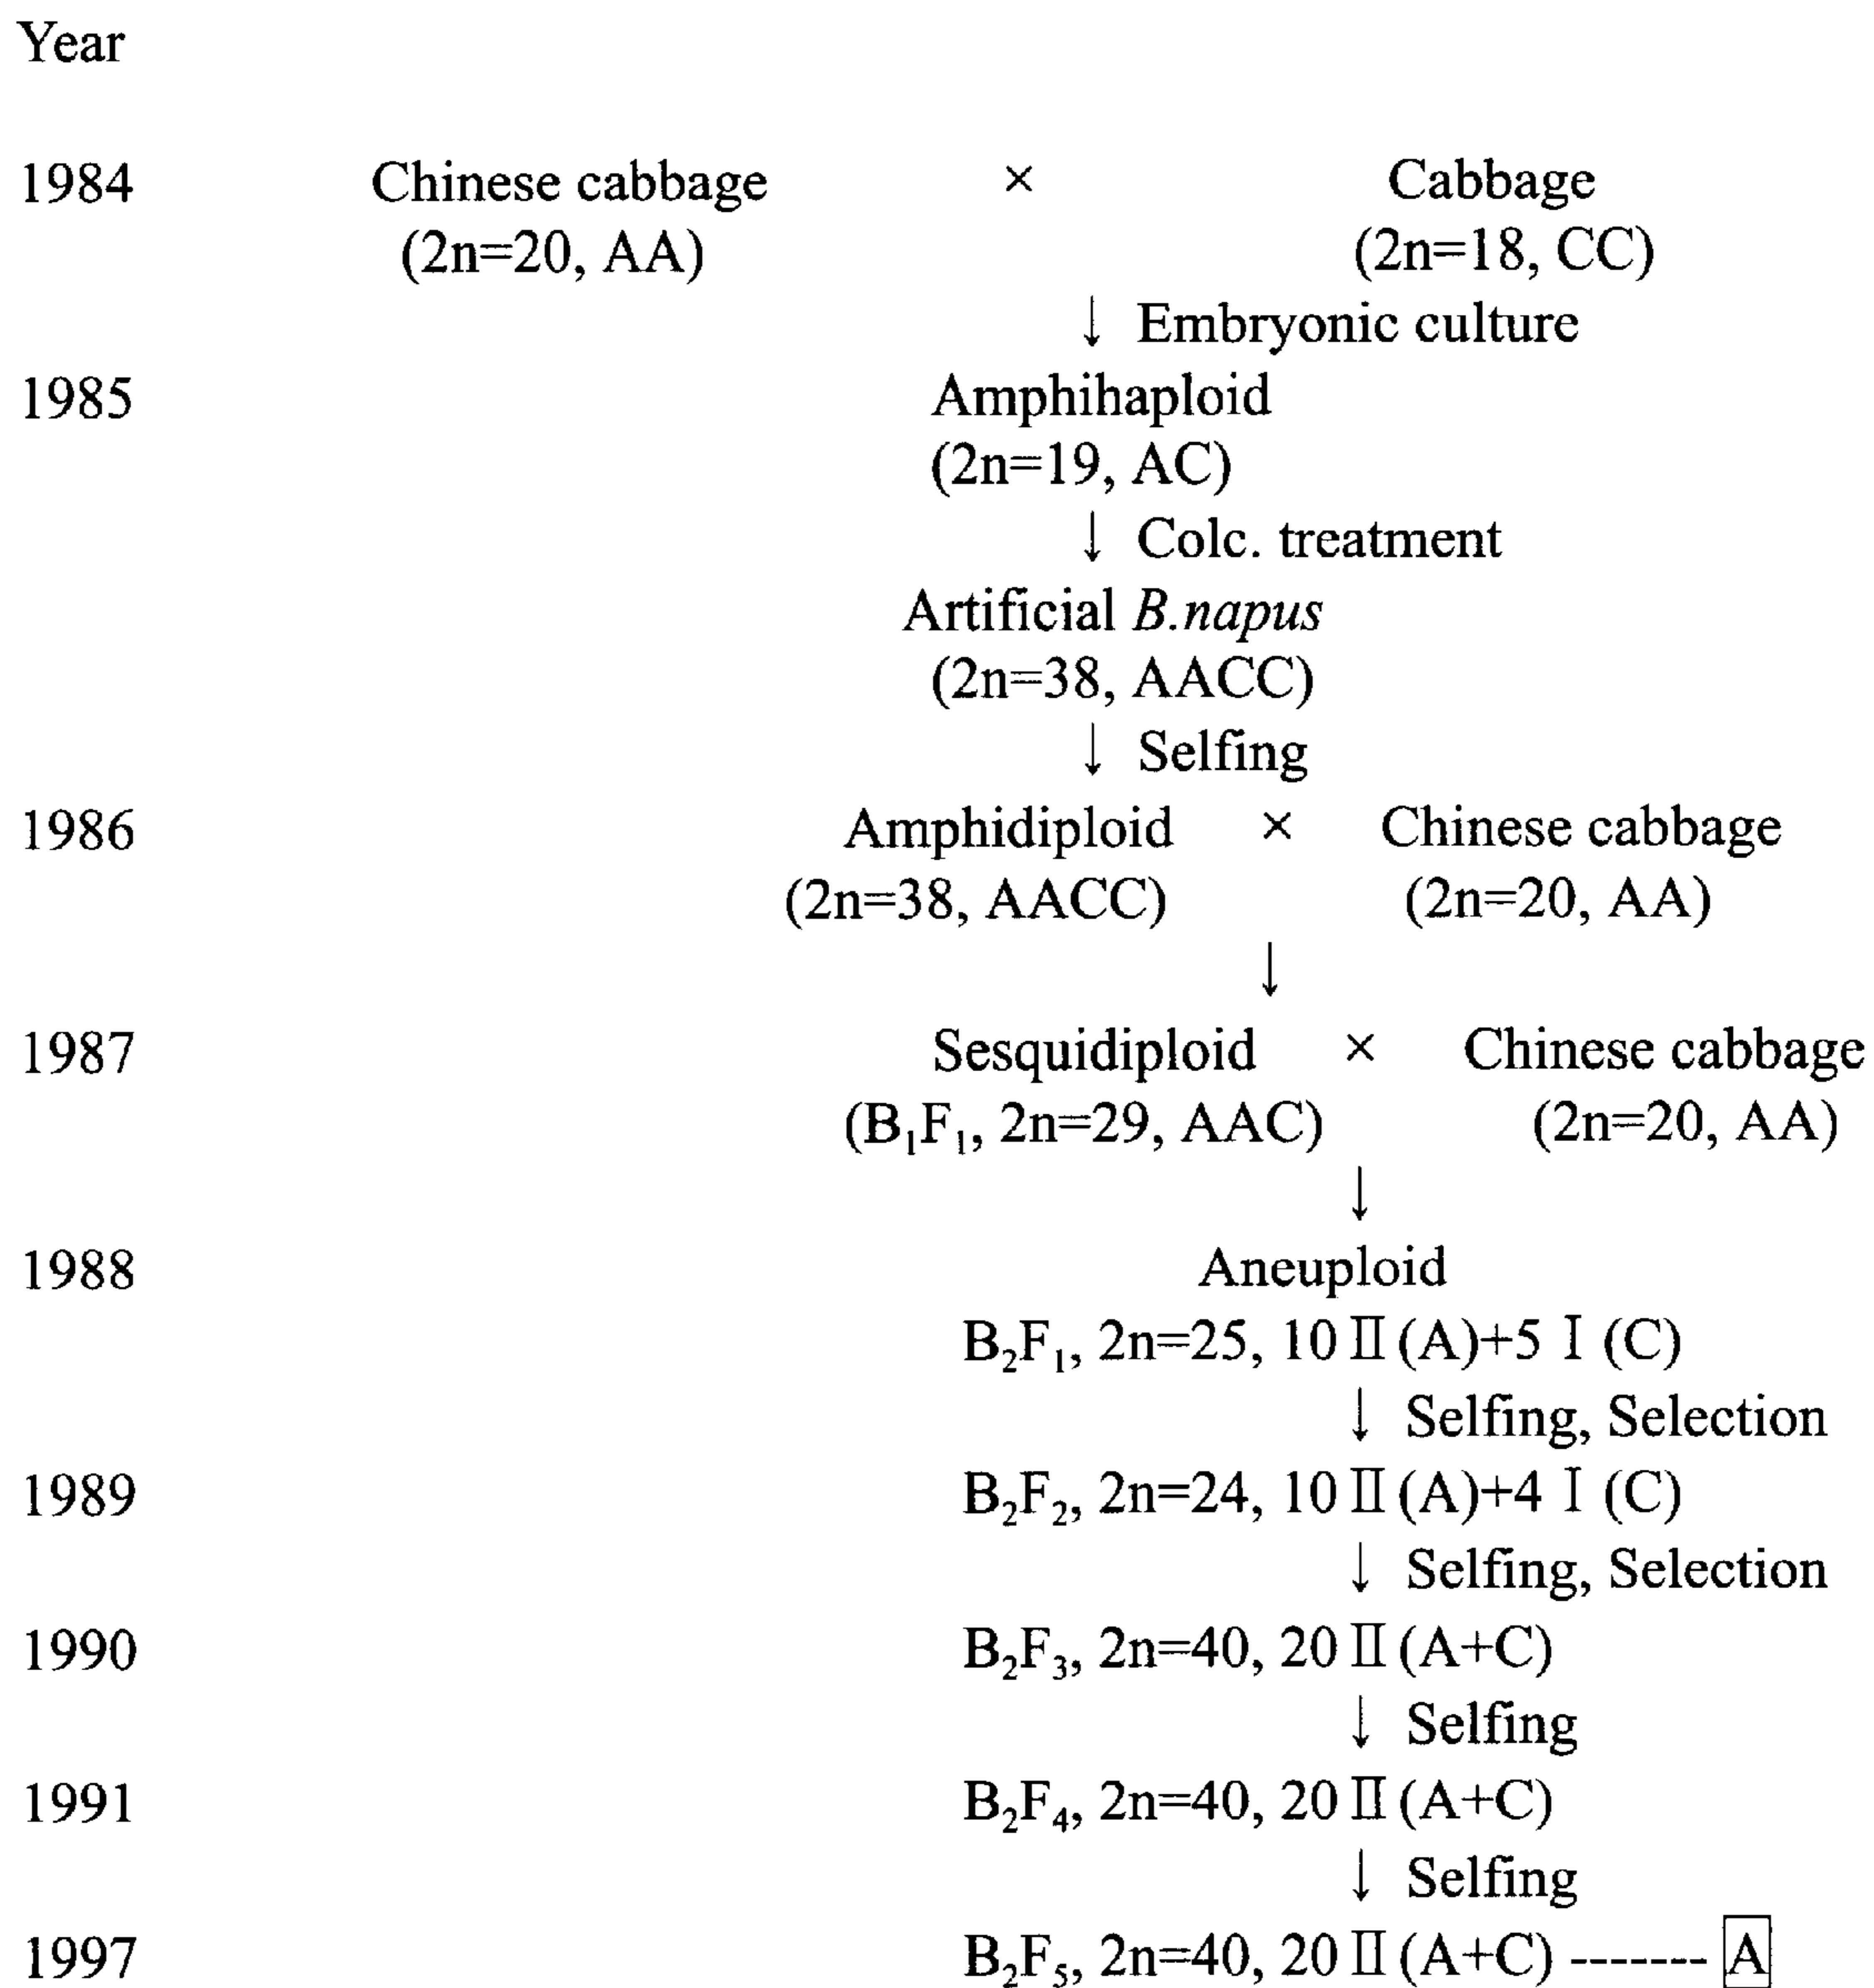 Year
1984 Chinese cabbage × Cabbage
(2n=20, AA) (2n=18, CC)
↓ Embryonic culture
1985 Amphihaploid
(2n=19, AC)
↓ Colc. treatment
Artificial B.napus
(2n=38, AACC)
↓ Selfing
1986 Amphidiploid × Chinese cabbage
(2n=38, AACC) (2n=20, AA)
↓
1987 Sesquidiploid × Chinese cabbage
(B₁F₁, 2n=29, AAC) (2n=20, AA)
↓
1988 Aneuploid
B₂F₁, 2n=25, 10 Ⅱ (A)+5 Ⅰ (C)
↓ Selfing, Selection
1989 B₂F₂, 2n=24, 10 Ⅱ (A)+4 Ⅰ (C)
↓ Selfing, Selection
1990 B₂F₃, 2n=40, 20 Ⅱ (A+C)
↓ Selfing
1991 B₂F₄, 2n=40, 20 Ⅱ (A+C)
↓ Selfing
1997 B₂F₅, 2n=40, 20 Ⅱ (A+C) ------- A